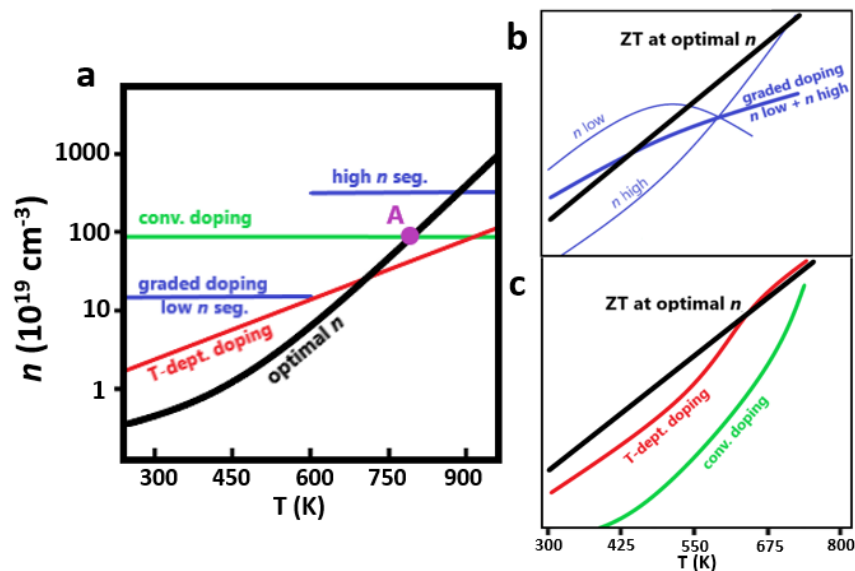 a
n (10¹⁹ cm⁻³)
1000
100
10
1
high n seg.
A
conv. doping
graded doping
low n seg.
T-dept. doping
optimal n
300 450 600 750 900
T (K)
b
ZT at optimal n
n low
graded doping
n low + n high
n high
c
ZT at optimal n
T-dept. doping
conv. doping
300 425 550 675 800
T (K)